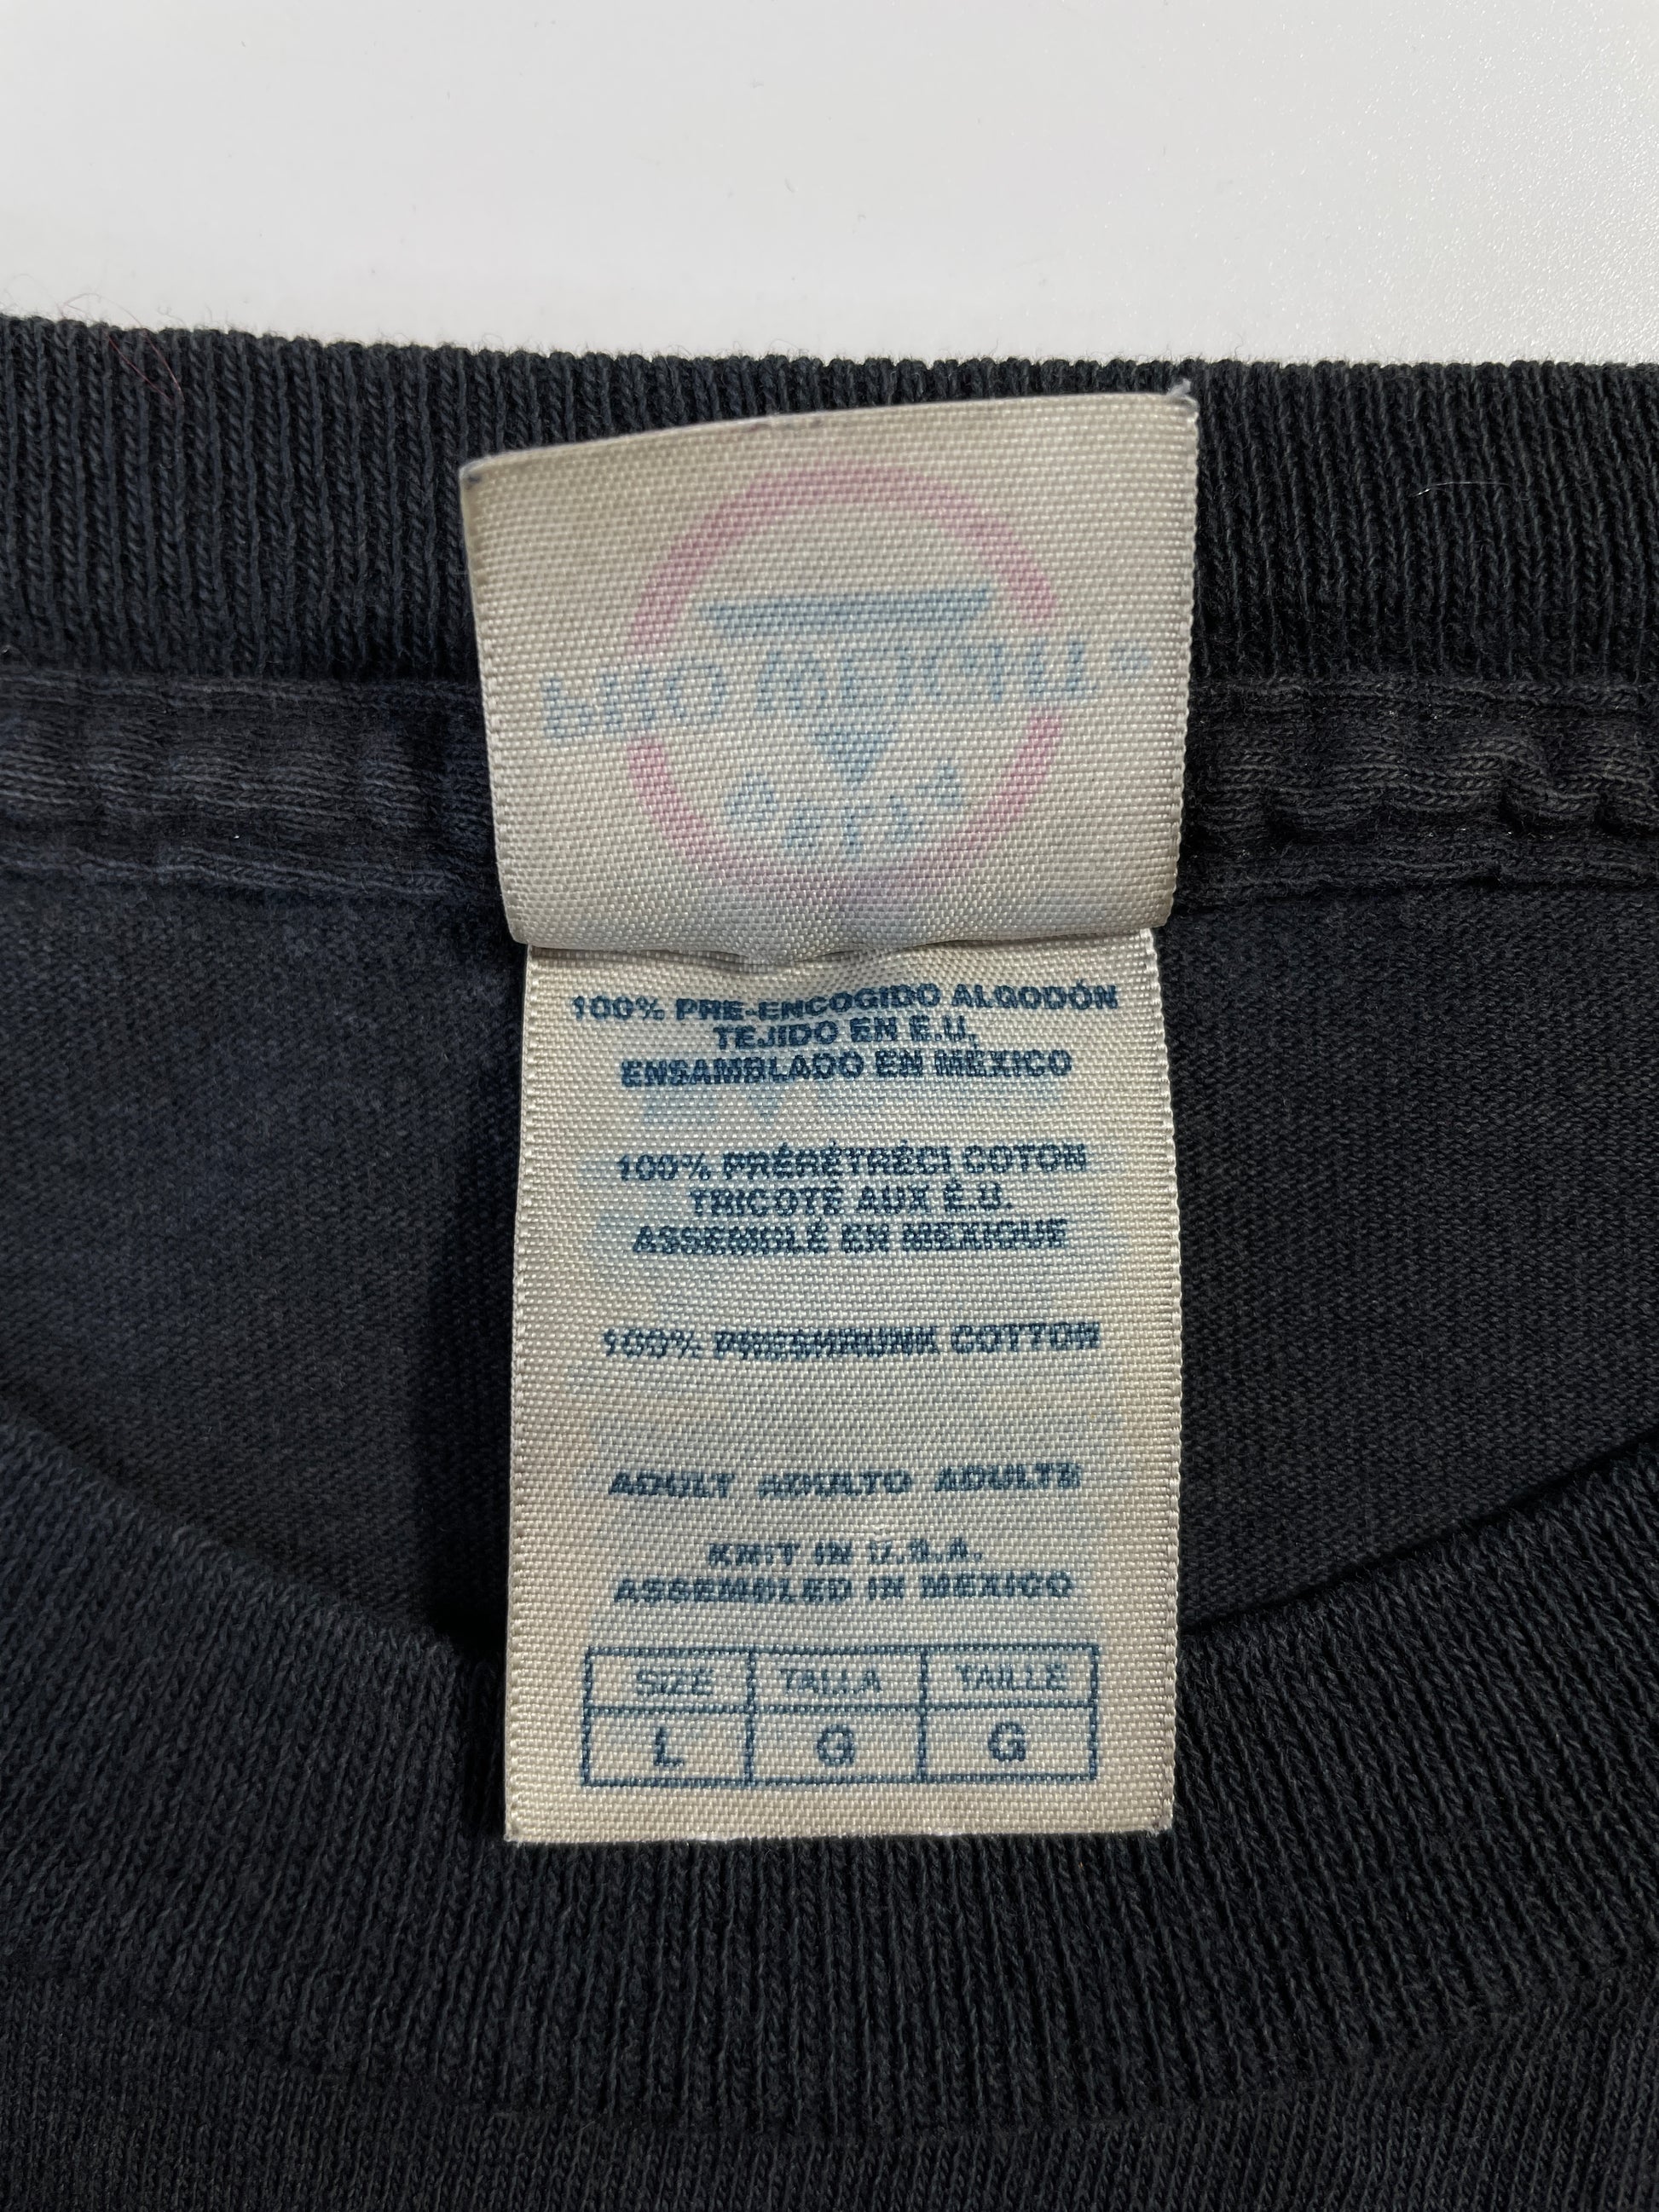 100% PRE-ENCOGIDO ALGODÓN
TEJIDO EN E.U,
ENSAMBLADO EN MÉXICO
100% PRÉRÉTRÉCI COTON
TRICOTÉ AUX É.U.
ASSEMBLÉ EN MEXIQUE
100% PRESHRUNK COTTON
ADULT ADULTO ADULTE
KNIT IN U.S.A.
ASSEMBLED IN MEXICO
SIZE TALLA TAILLE
L G G